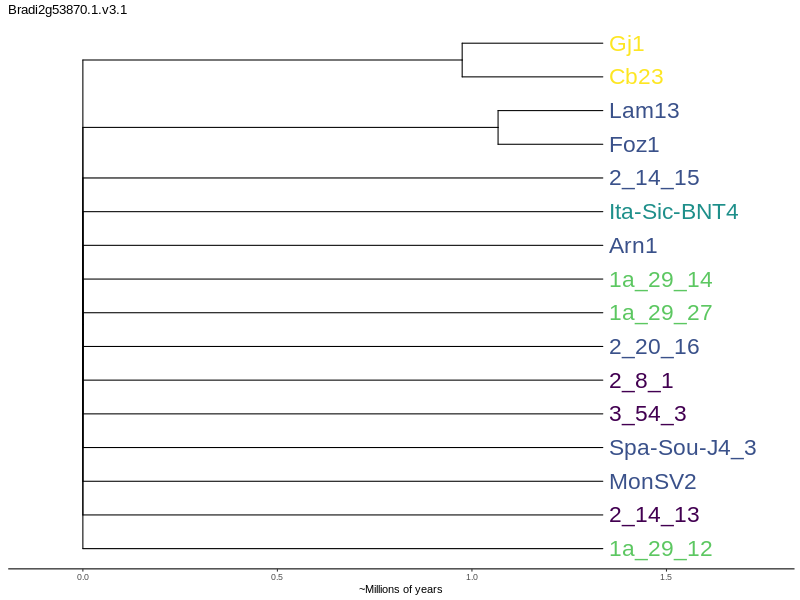 Bradi2g53870.1.v3.1
Gj1
Cb23
Lam13
Foz1
2_14_15
Ita-Sic-BNT4
Arn1
1a_29_14
1a_29_27
2_20_16
2_8_1
3_54_3
Spa-Sou-J4_3
MonSV2
2_14_13
1a_29_12
0.0 0.5 1.0 1.5
~Millions of years